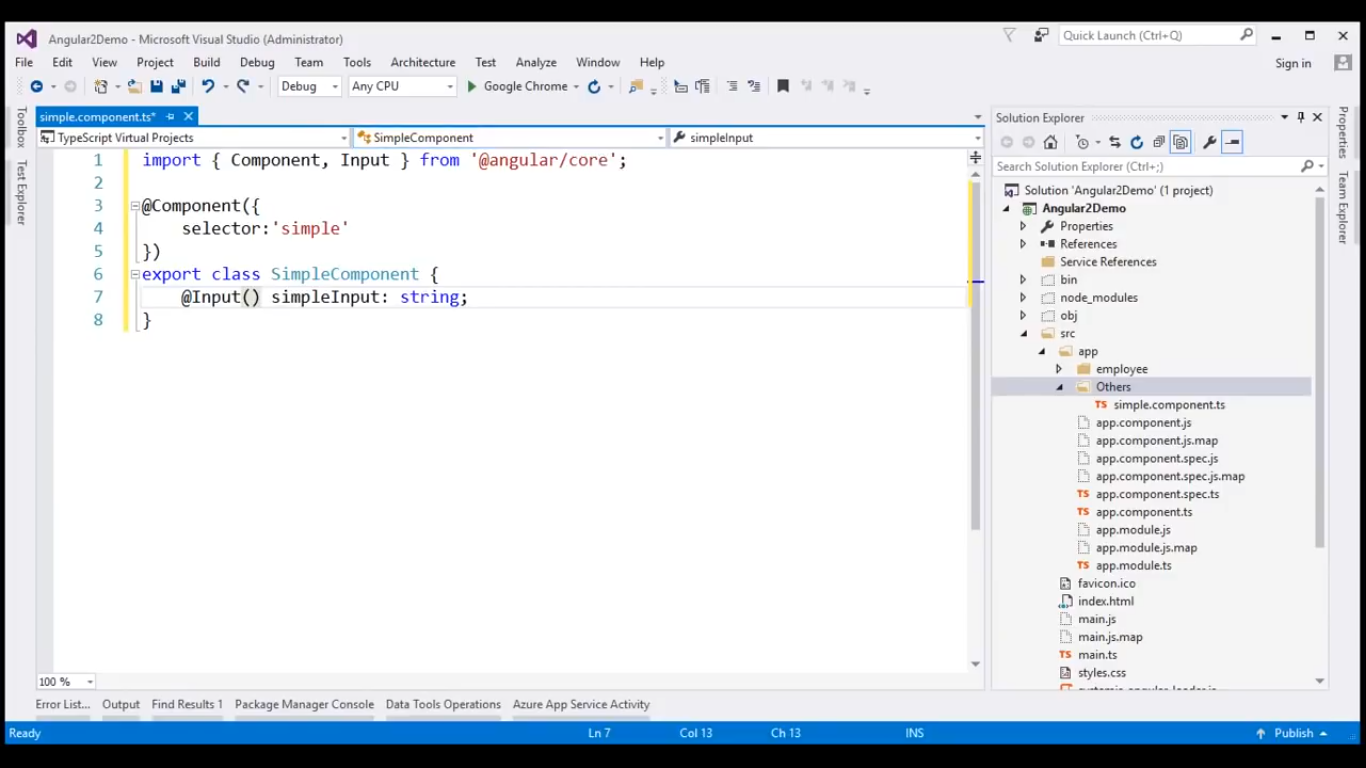 Angular2Demo - Microsoft Visual Studio (Administrator)
Quick Launch (Ctrl+Q)
File Edit View Project Build Debug Team Tools Architecture Test Analyze Window Help
Sign in
Debug Any CPU Google Chrome
Toolbox
Test Explorer
simple.component.ts*
TypeScript Virtual Projects SimpleComponent simpleInput
1 import { Component, Input } from '@angular/core';
2
3 @Component({
4 selector:'simple'
5 })
6 export class SimpleComponent {
7 @Input() simpleInput: string;
8 }
100 %
Solution Explorer
Search Solution Explorer (Ctrl+;)
Solution 'Angular2Demo' (1 project)
Angular2Demo
Properties
References
Service References
bin
node_modules
obj
src
app
employee
Others
TS simple.component.ts
app.component.js
app.component.js.map
app.component.spec.js
app.component.spec.js.map
TS app.component.spec.ts
TS app.component.ts
app.module.js
app.module.js.map
TS app.module.ts
favicon.ico
index.html
main.js
main.js.map
TS main.ts
styles.css
Properties
Team Explorer
Error List... Output Find Results 1 Package Manager Console Data Tools Operations Azure App Service Activity
Ready Ln 7 Col 13 Ch 13 INS Publish